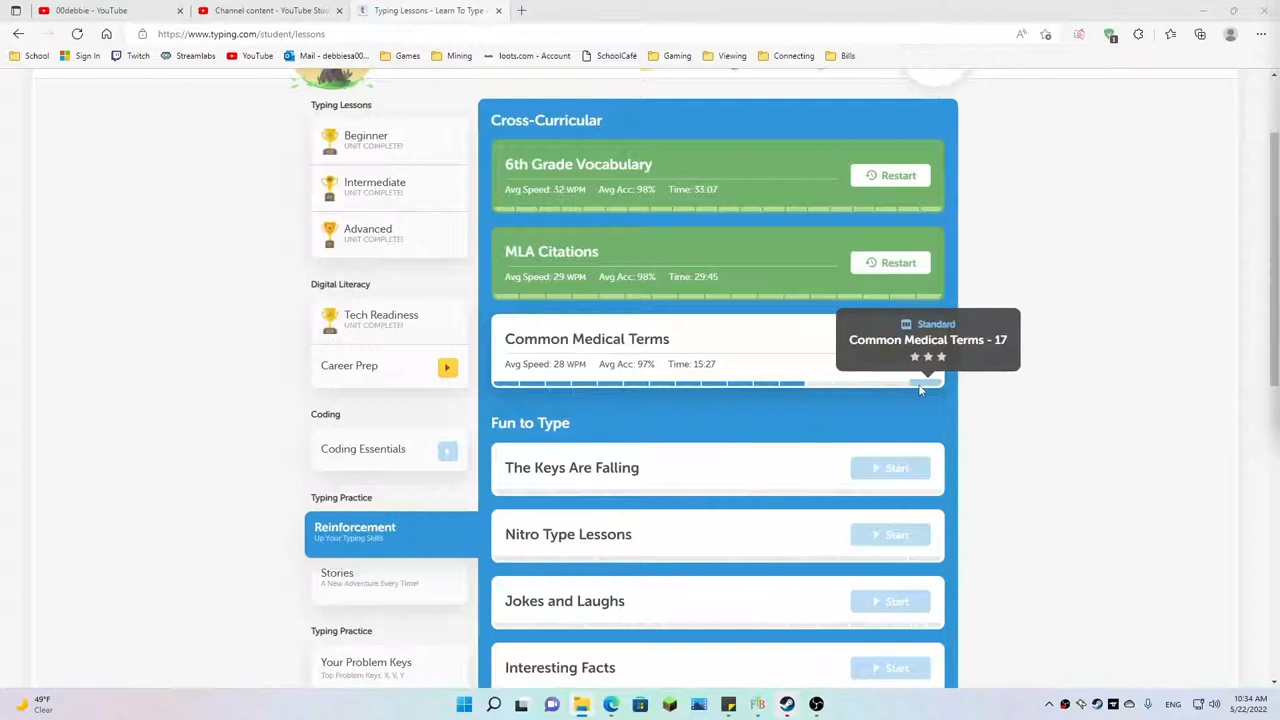 00debbie - YouTube
Channel content - YouTube Stu
Typing Lessons - Learn To Type
https://www.typing.com/student/lessons
School
Sign In
Twitch
Streamlabs
YouTube
Mail - debbiesa00...
Games
Mining
loots.com - Account
SchoolCafé
Gaming
Viewing
Connecting
Bills
Typing Lessons
Beginner
UNIT COMPLETE!
Intermediate
UNIT COMPLETE!
Advanced
UNIT COMPLETE!
Digital Literacy
Tech Readiness
UNIT COMPLETE!
Career Prep
Coding
Coding Essentials
Typing Practice
Reinforcement
Up Your Typing Skills
Stories
A New Adventure Every Time!
Typing Practice
Your Problem Keys
Top Problem Keys: X, V, Y
Cross-Curricular
6th Grade Vocabulary
Avg Speed: 32 WPM Avg Acc: 98% Time: 33:07
Restart
MLA Citations
Avg Speed: 29 WPM Avg Acc: 98% Time: 29:45
Restart
Common Medical Terms
Avg Speed: 28 WPM Avg Acc: 97% Time: 15:27
Standard
Common Medical Terms - 17
Fun to Type
The Keys Are Falling
Start
Nitro Type Lessons
Start
Jokes and Laughs
Start
Interesting Facts
Start
49°F
Clear
ENG
10:34 AM
5/22/2022